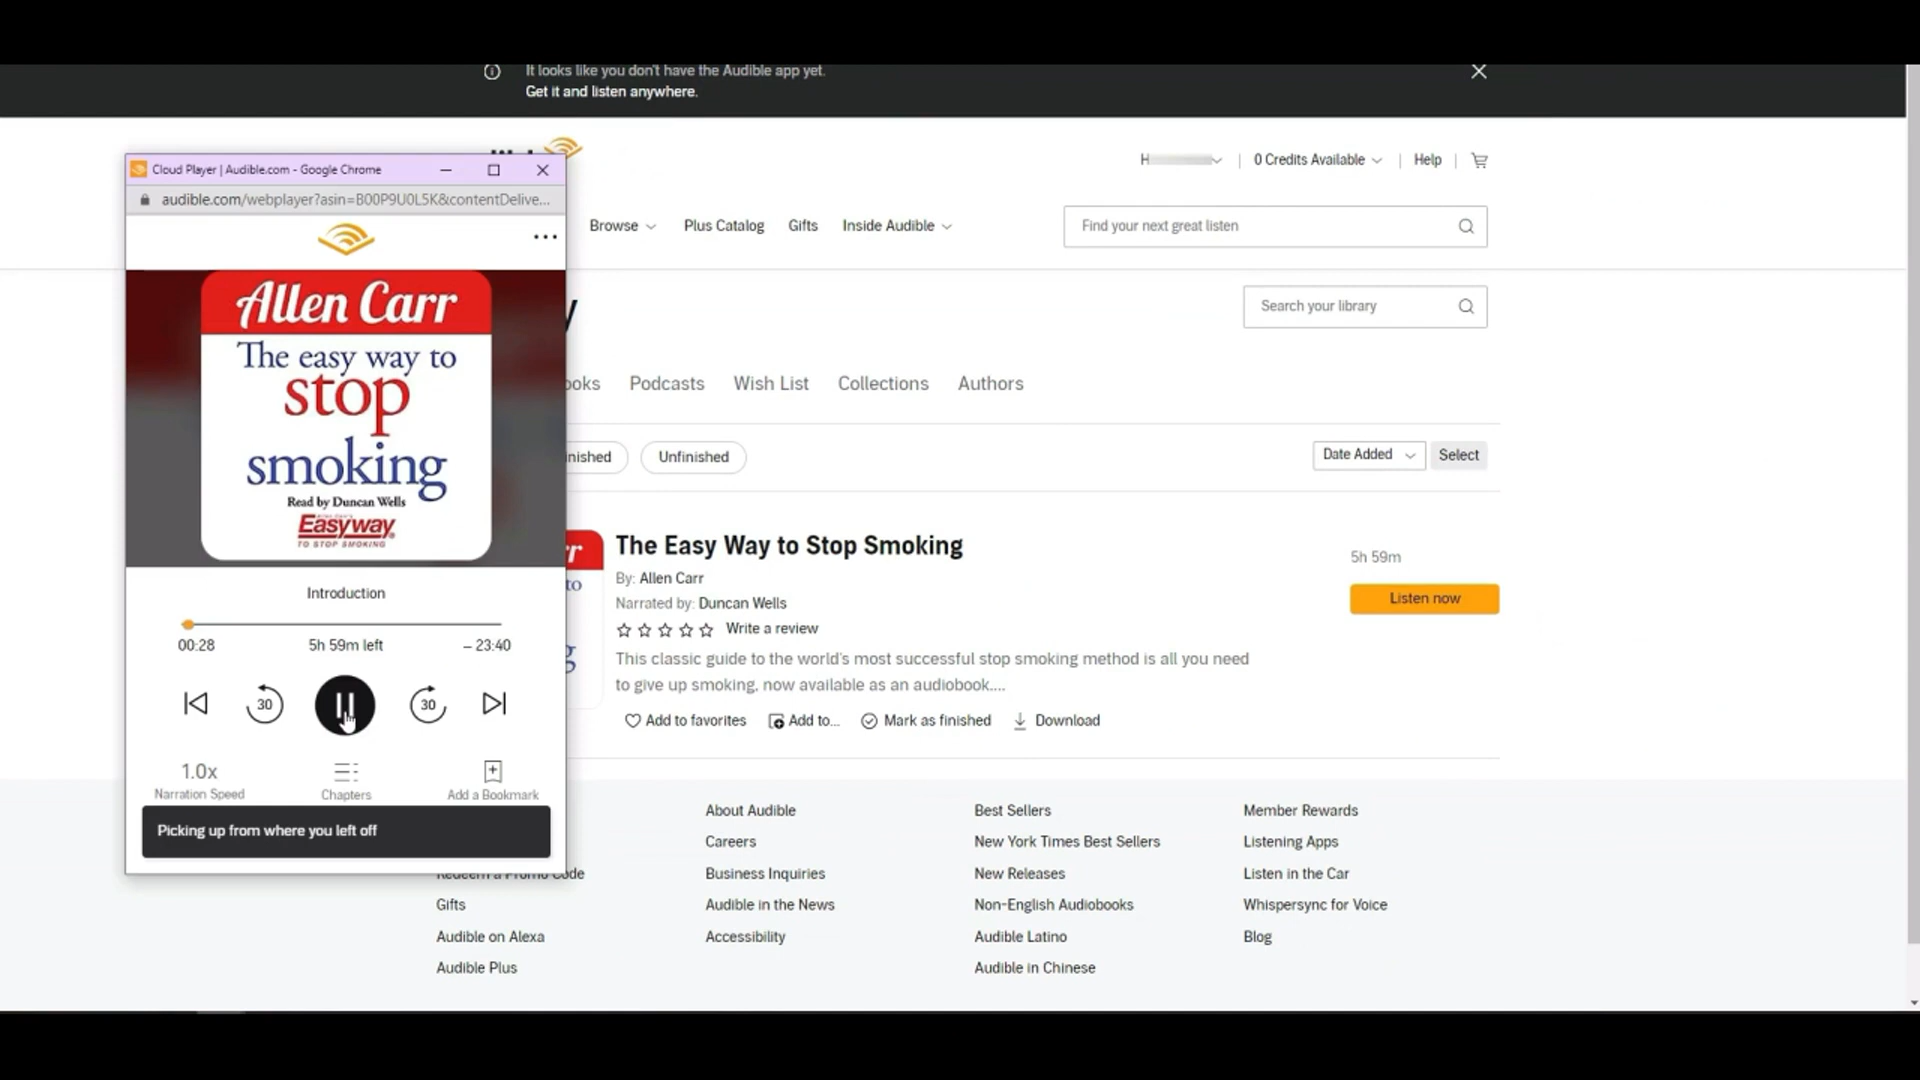 It looks like you don't have the Audible app yet.
Get it and listen anywhere.
Cloud Player | Audible.com - Google Chrome
audible.com/webplayer?asin=B00P9U0L5K&contentDelive...
H
0 Credits Available
Help
Browse
Plus Catalog
Gifts
Inside Audible
Find your next great listen
Search your library
Podcasts
Wish List
Collections
Authors
Unfinished
Date Added
Select
Allen Carr
The easy way to
stop
smoking
Read by Duncan Wells
Easyway
TO STOP SMOKING
Introduction
00:28
5h 59m left
– 23:40
30
30
1.0x
Narration Speed
Chapters
Add a Bookmark
Picking up from where you left off
The Easy Way to Stop Smoking
By: Allen Carr
Narrated by: Duncan Wells
Write a review
This classic guide to the world's most successful stop smoking method is all you need
to give up smoking, now available as an audiobook....
Add to favorites
Add to...
Mark as finished
Download
5h 59m
Listen now
Redeem a Promo Code
Gifts
Audible on Alexa
Audible Plus
About Audible
Careers
Business Inquiries
Audible in the News
Accessibility
Best Sellers
New York Times Best Sellers
New Releases
Non-English Audiobooks
Audible Latino
Audible in Chinese
Member Rewards
Listening Apps
Listen in the Car
Whispersync for Voice
Blog